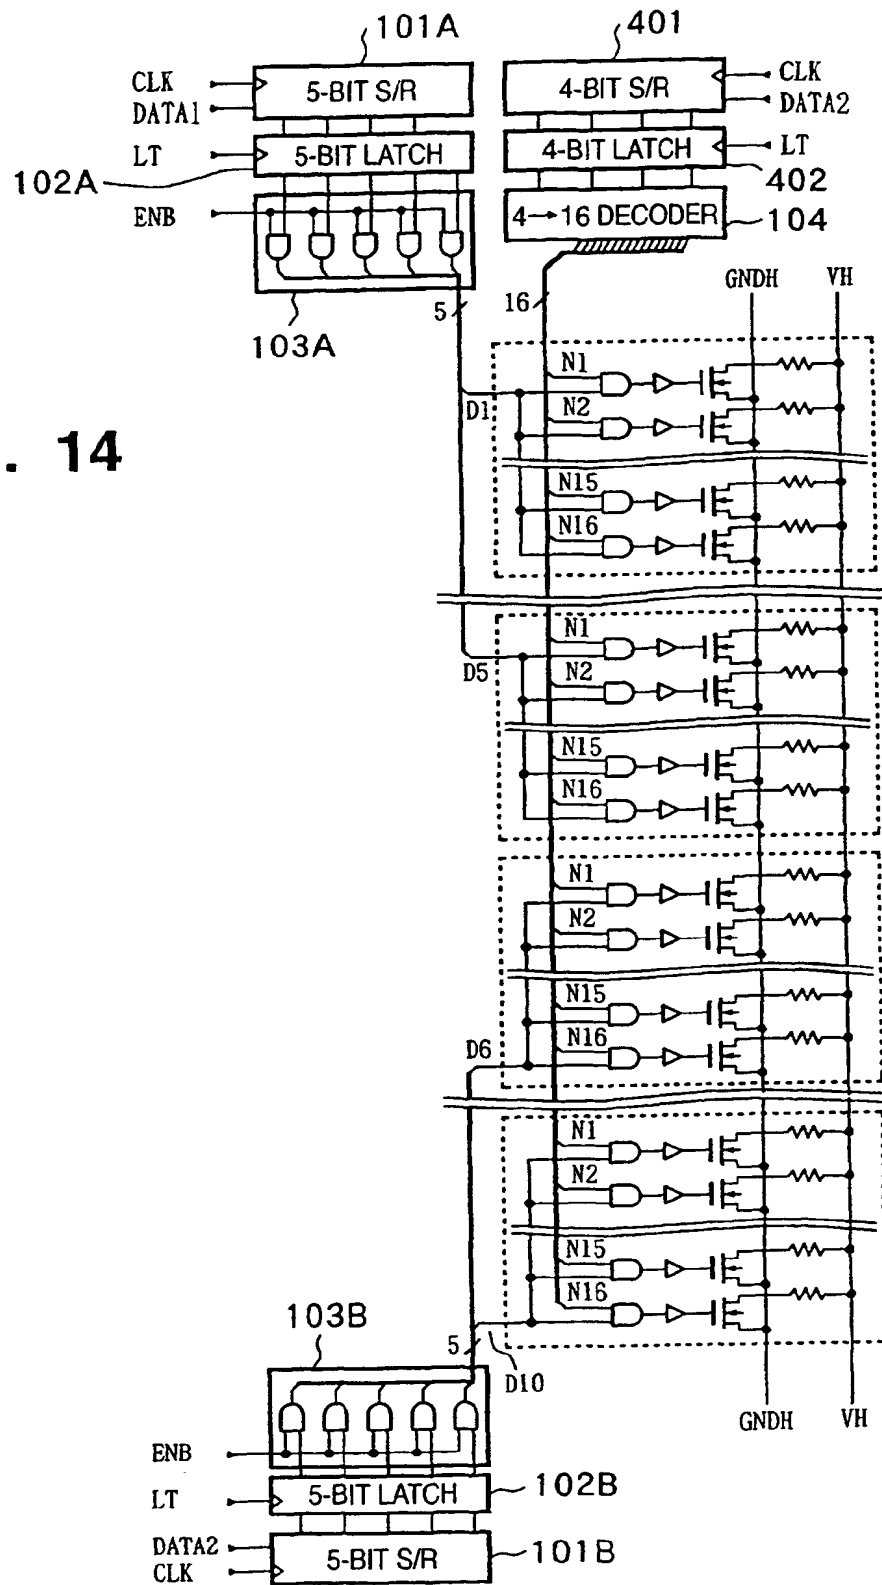 101A
401
CLK
5-BIT S/R
4-BIT S/R
CLK
DATA1
DATA2
LT
5-BIT LATCH
4-BIT LATCH
LT
102A
402
ENB
4→16 DECODER
104
103A
5
16
GNDH
VH
. 14
D1
N1
N2
N15
N16
D5
N1
N2
N15
N16
N1
N2
N15
D6
N16
N1
N2
N15
N16
103B
5
D10
GNDH
VH
ENB
LT
5-BIT LATCH
102B
DATA2
5-BIT S/R
101B
CLK